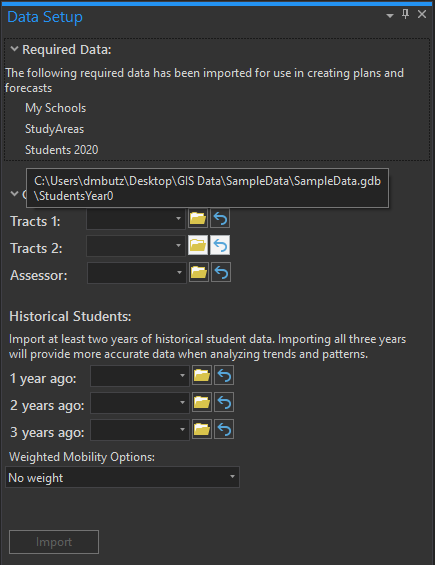 Data Setup
Required Data:
The following required data has been imported for use in creating plans and
forecasts
My Schools
StudyAreas
Students 2020
C:\Users\dmbutz\Desktop\GIS Data\SampleData\SampleData.gdb
\StudentsYear0
Tracts 1:
Tracts 2:
Assessor:
Historical Students:
Import at least two years of historical student data. Importing all three years
will provide more accurate data when analyzing trends and patterns.
1 year ago:
2 years ago:
3 years ago:
Weighted Mobility Options:
No weight
Import